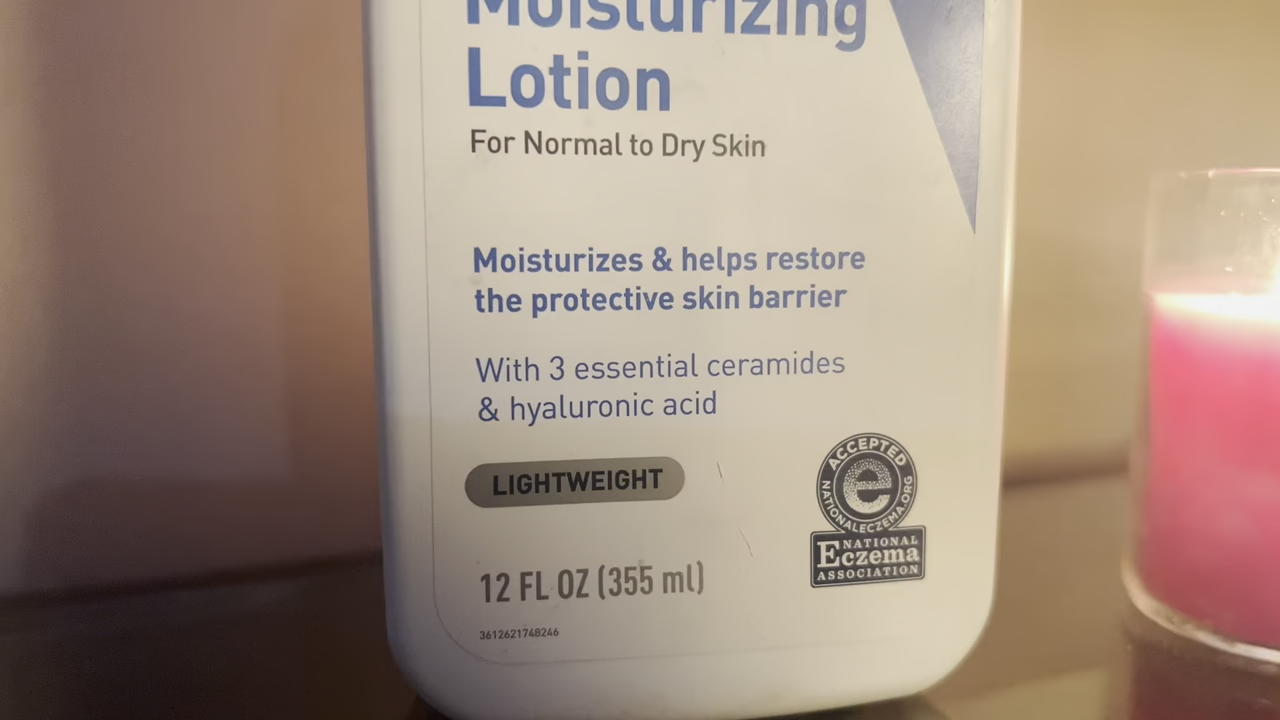 Moisturizing
Lotion
For Normal to Dry Skin
Moisturizes & helps restore
the protective skin barrier
With 3 essential ceramides
& hyaluronic acid
LIGHTWEIGHT
12 FL OZ (355 ml)
3612621748246
ACCEPTED
e
NATIONALECZEMA.ORG
NATIONAL
Eczema
ASSOCIATION